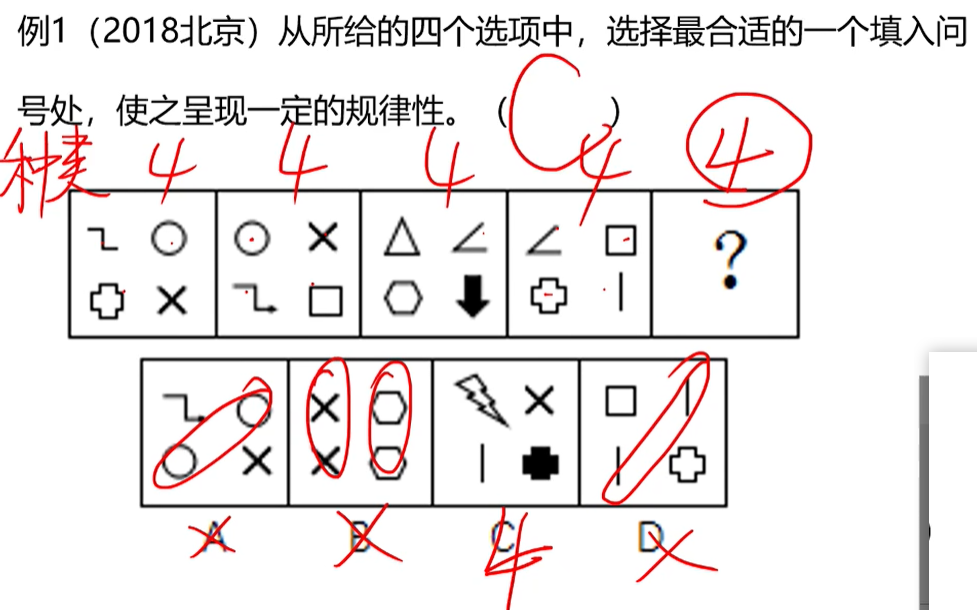 例1（2018北京）从所给的四个选项中，选择最合适的一个填入问
号处，使之呈现一定的规律性。（C）
种类 4 4 4 4 4
?
A B C D
4